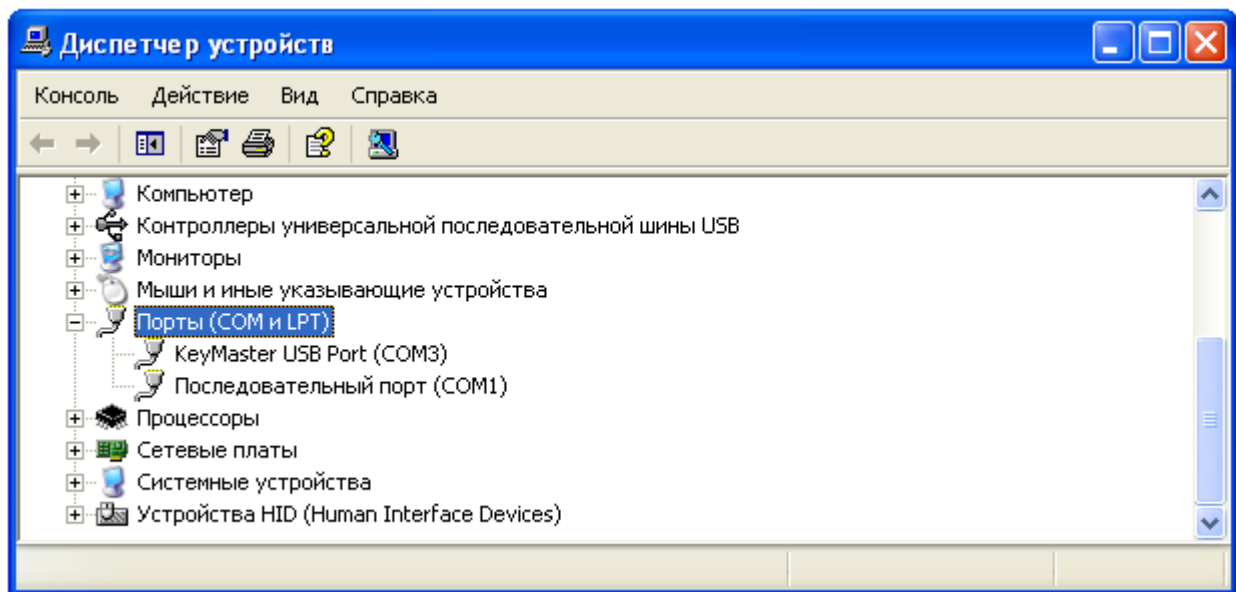 Диспетчер устройств
Консоль Действие Вид Справка
Компьютер
Контроллеры универсальной последовательной шины USB
Мониторы
Мыши и иные указывающие устройства
Порты (COM и LPT)
KeyMaster USB Port (COM3)
Последовательный порт (COM1)
Процессоры
Сетевые платы
Системные устройства
Устройства HID (Human Interface Devices)